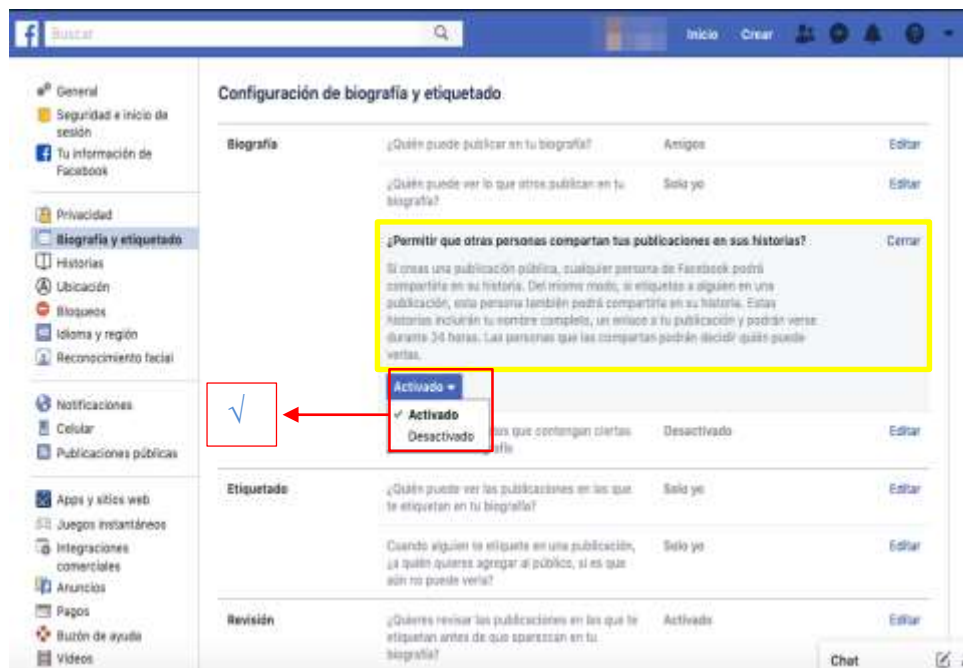 f Buscar Inicio Crear
General
Seguridad e inicio de
sesión
Tu información de
Facebook
Privacidad
Biografía y etiquetado
Historias
Ubicación
Bloqueos
Idioma y región
Reconocimiento facial
Notificaciones
Celular
Publicaciones públicas
Apps y sitios web
Juegos instantáneos
Integraciones
comerciales
Anuncios
Pagos
Buzón de ayuda
Videos
Configuración de biografía y etiquetado
Biografía ¿Quién puede publicar en tu biografía? Amigos Editar
¿Quién puede ver lo que otros publican en tu Solo yo Editar
biografía?
¿Permitir que otras personas compartan tus publicaciones en sus historias? Cerrar
Si creas una publicación pública, cualquier persona de Facebook podrá
compartirla en su historia. Del mismo modo, si etiquetas a alguien en una
publicación, esta persona también podrá compartirla en su historia. Estas
historias incluirán tu nombre completo, un enlace a tu publicación y podrán verse
durante 24 horas. Las personas que las compartan podrán decidir quién puede
verlas.
Activado
√ ✓ Activado
Desactivado que contengan ciertas Desactivado Editar
Etiquetado ¿Quién puede ver las publicaciones en las que Solo yo Editar
te etiquetan en tu biografía?
Cuando alguien te etiquete en una publicación, Solo yo Editar
¿a quién quieres agregar al público, si es que
aún no puede verla?
Revisión ¿Quieres revisar las publicaciones en las que te Activado Editar
etiquetan antes de que aparezcan en tu
biografía?
Chat